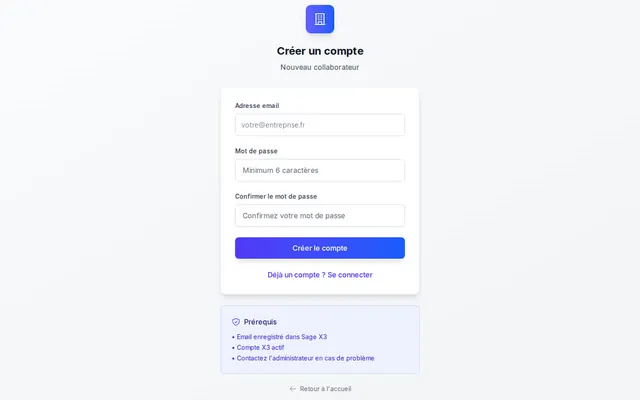 Créer un compte
Nouveau collaborateur
Adresse email
votre@entreprise.fr
Mot de passe
Minimum 6 caractères
Confirmer le mot de passe
Confirmez votre mot de passe
Créer le compte
Déjà un compte ? Se connecter
Prérequis
• Email enregistré dans Sage X3
• Compte X3 actif
• Contactez l'administrateur en cas de problème
← Retour à l'accueil